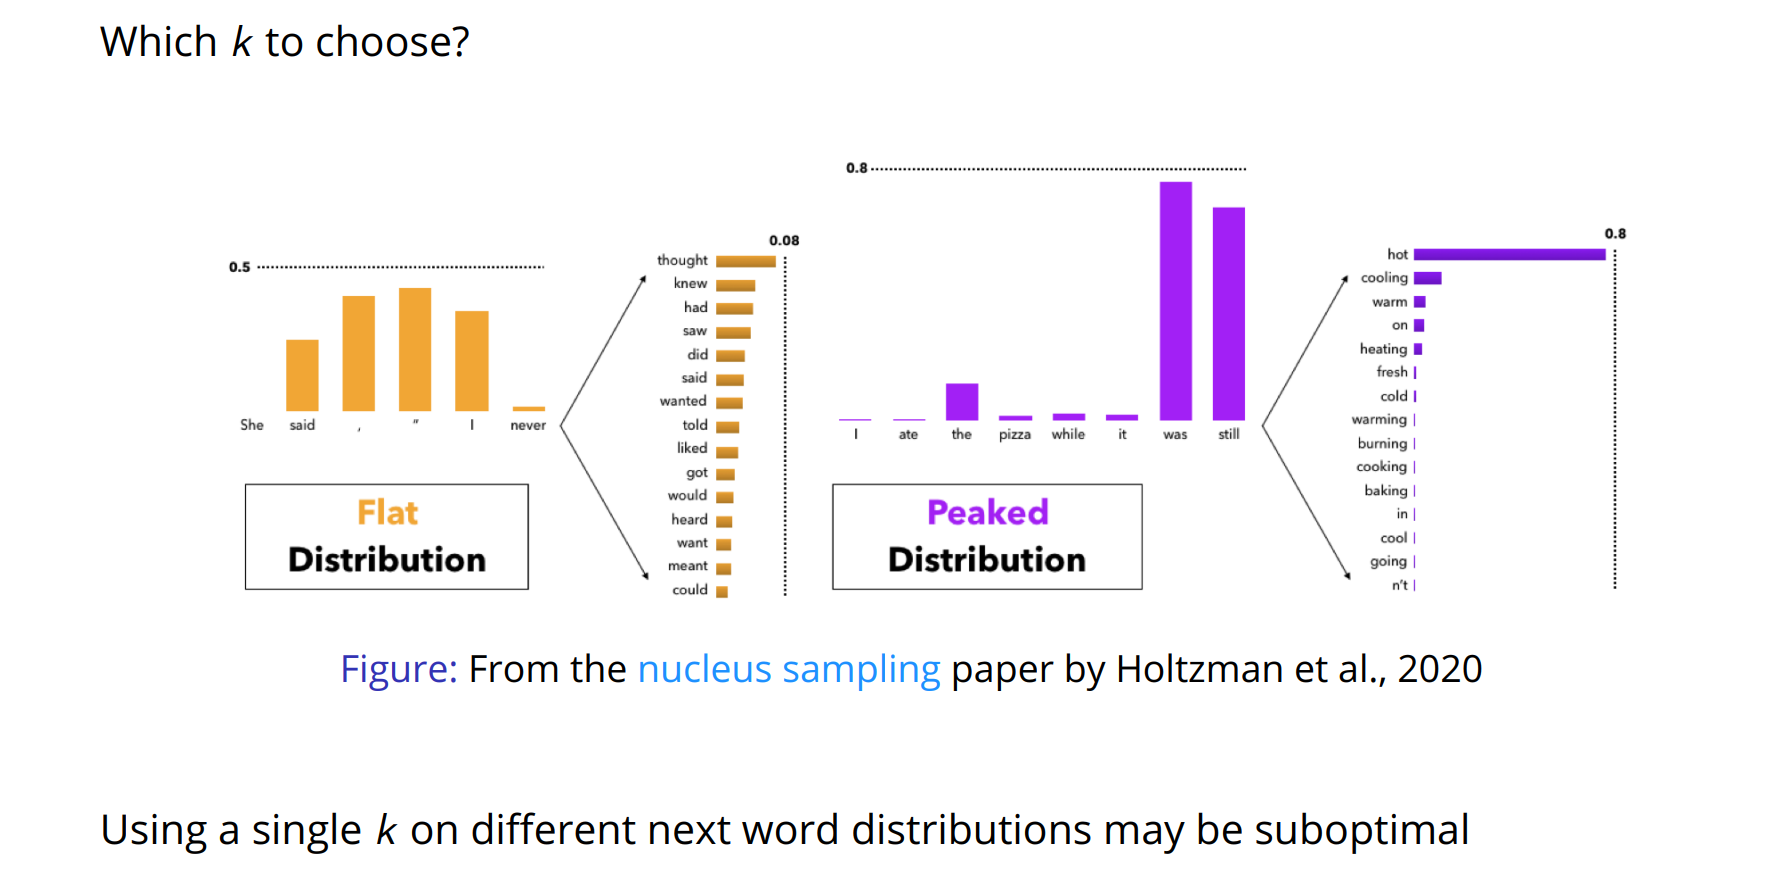 Which k to choose?
0.5
She said , " I never
0.08
thought
knew
had
saw
did
said
wanted
told
liked
got
would
heard
want
meant
could
Flat
Distribution
0.8
I ate the pizza while it was still
0.8
hot
cooling
warm
on
heating
fresh
cold
warming
burning
cooking
baking
in
cool
going
n't
Peaked
Distribution
Figure: From the nucleus sampling paper by Holtzman et al., 2020
Using a single k on different next word distributions may be suboptimal